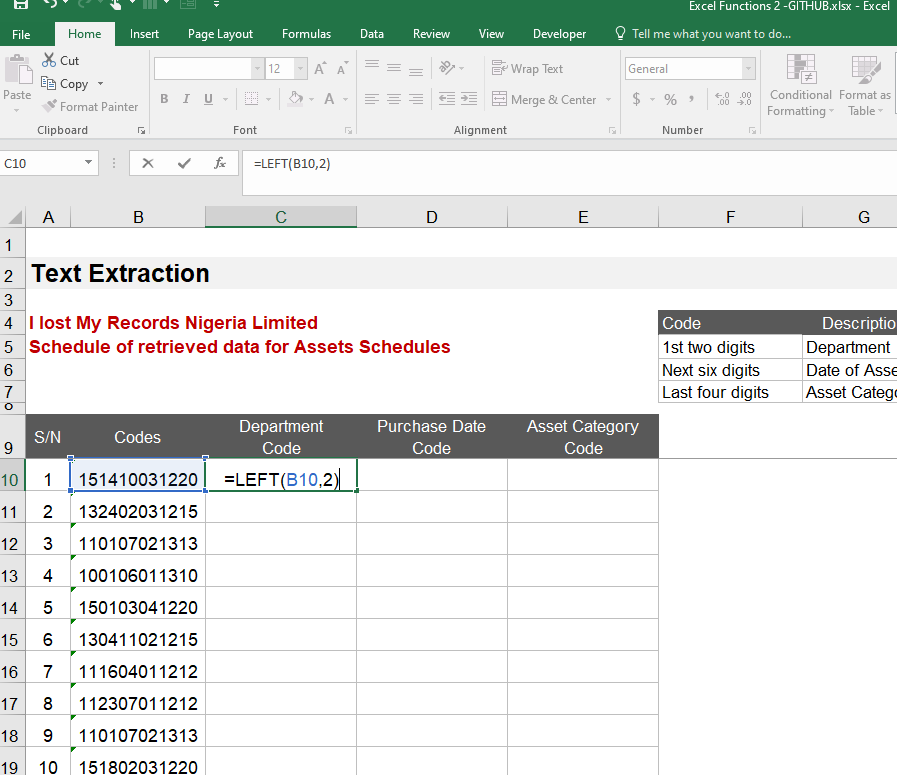 Excel Functions 2 -GITHUB.xlsx - Excel
File Home Insert Page Layout Formulas Data Review View Developer Tell me what you want to do...
Paste
Cut
Copy
Format Painter
Clipboard
12 A A
B I U A
Font
Wrap Text
Merge & Center
Alignment
General
$ % ,
Number
Conditional Formatting
Format as Table
C10 fx =LEFT(B10,2)
A B C D E F G
1
2 Text Extraction
3
4 I lost My Records Nigeria Limited Code Descriptio
5 Schedule of retrieved data for Assets Schedules 1st two digits Department
6 Next six digits Date of Asse
7 Last four digits Asset Catego
8
9 S/N Codes Department Code Purchase Date Code Asset Category Code
10 1 151410031220 =LEFT(B10,2)
11 2 132402031215
12 3 110107021313
13 4 100106011310
14 5 150103041220
15 6 130411021215
16 7 111604011212
17 8 112307011212
18 9 110107021313
19 10 151802031220